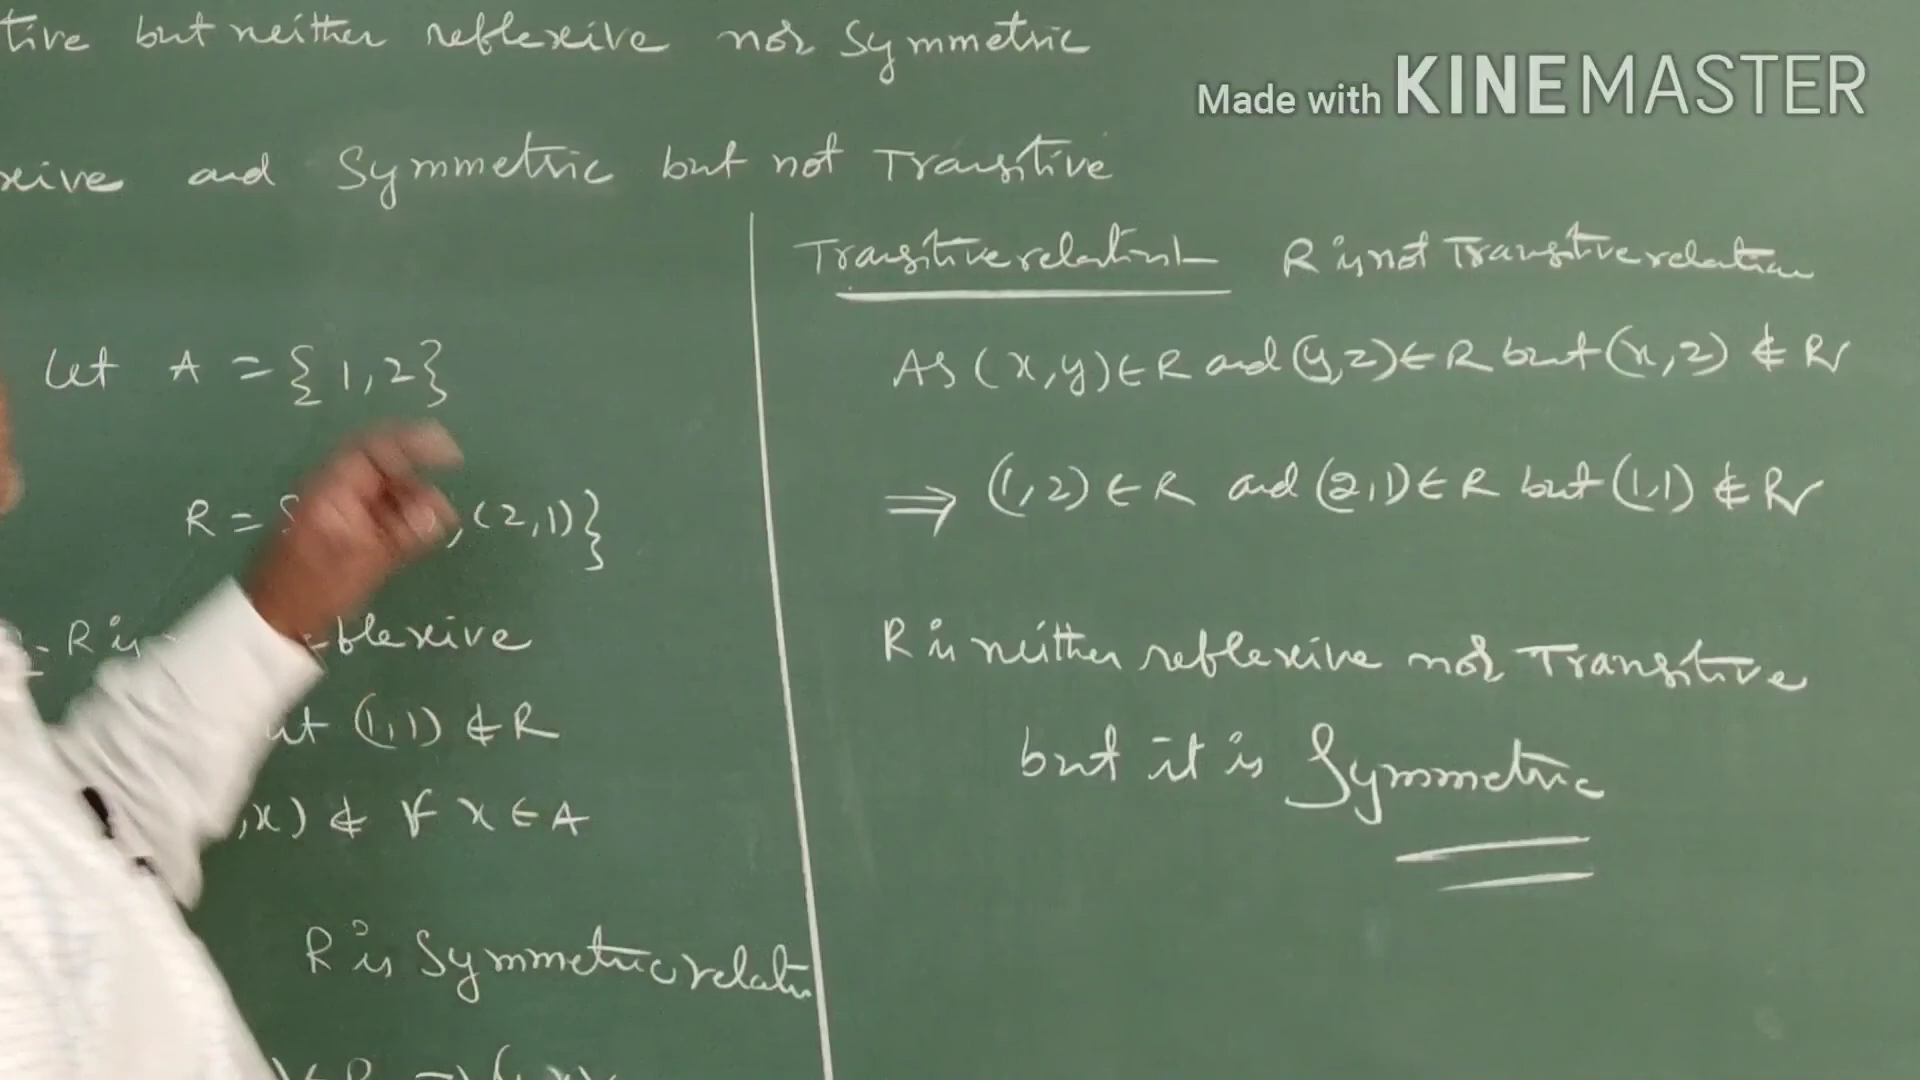 tive but neither reflexive nor Symmetric
Made with KINEMASTER
xive and Symmetric but not Transitive
Let A = {1,2}
R = { , (2,1)}
R is reflexive
(1,1) ∉ R
,x) ∉ ∀ x ∈ A
R is Symmetric relatio
Transitive relation:- R is not Transitive relation
As (x,y) ∈ R and (y,z) ∈ R but (x,z) ∉ R
⇒ (1,2) ∈ R and (2,1) ∈ R but (1,1) ∉ R
R is neither reflexive nor Transitive
but it is Symmetric